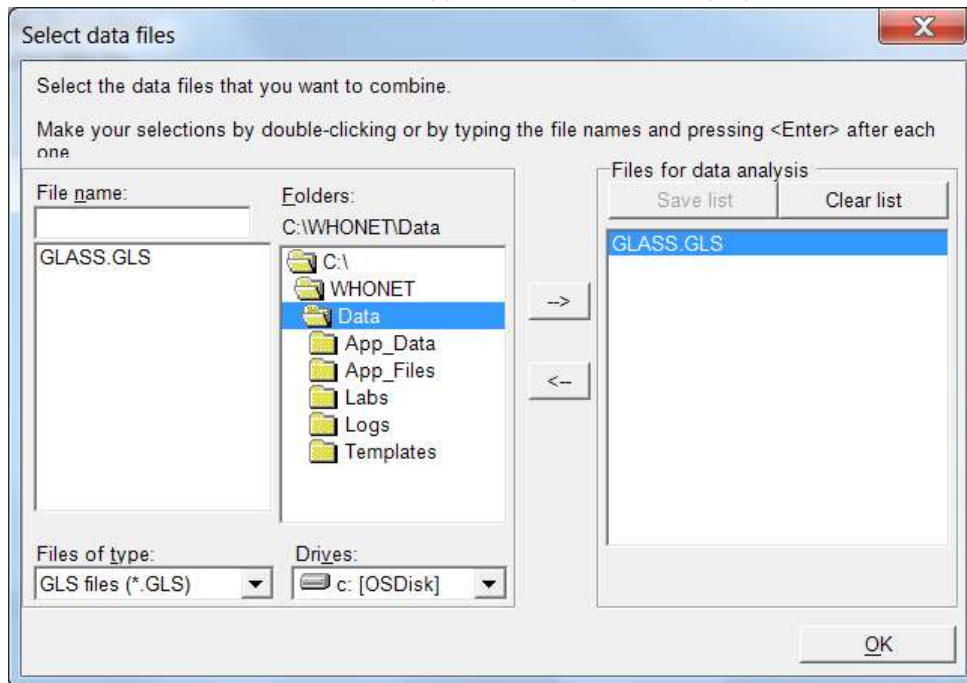 Select data files
X
Select the data files that you want to combine.
Make your selections by double-clicking or by typing the file names and pressing <Enter> after each
one
File name:
GLASS.GLS
Files of type:
GLS files (*.GLS)
Folders:
C:\WHONET\Data
C:\
WHONET
Data
App_Data
App_Files
Labs
Logs
Templates
Drives:
c: [OSDisk]
-->
<--
Files for data analysis
Save list
Clear list
GLASS.GLS
OK